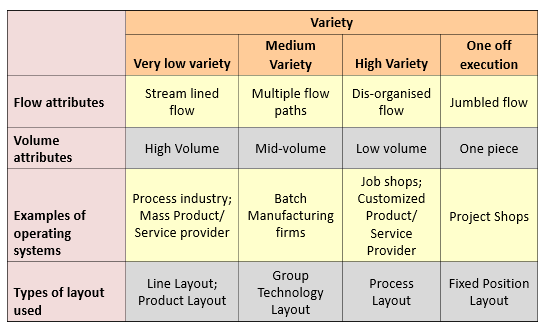 Variety
Very low variety
Medium
Variety
High Variety
One off
execution
Flow attributes
Stream lined
flow
Multiple flow
paths
Dis-organised
flow
Jumbled flow
Volume
attributes
High Volume
Mid-volume
Low volume
One piece
Examples of
operating
systems
Process industry;
Mass Product/
Service provider
Batch
Manufacturing
firms
Job shops;
Customized
Product/
Service
Provider
Project Shops
Types of layout
used
Line Layout;
Product Layout
Group
Technology
Layout
Process
Layout
Fixed Position
Layout